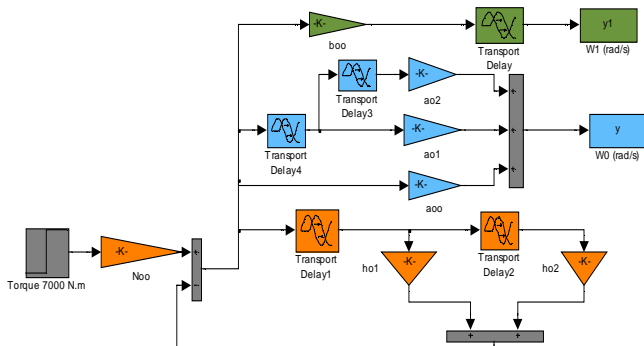 -K-
boo
Transport
Delay
y1
W1 (rad/s)
Transport
Delay3
-K-
ao2
+
Transport
Delay4
-K-
ao1
+
y
W0 (rad/s)
-K-
aoo
+
Torque 7000 N.m
-K-
Noo
+
Transport
Delay1
-K-
ho1
Transport
Delay2
-K-
ho2
+
+